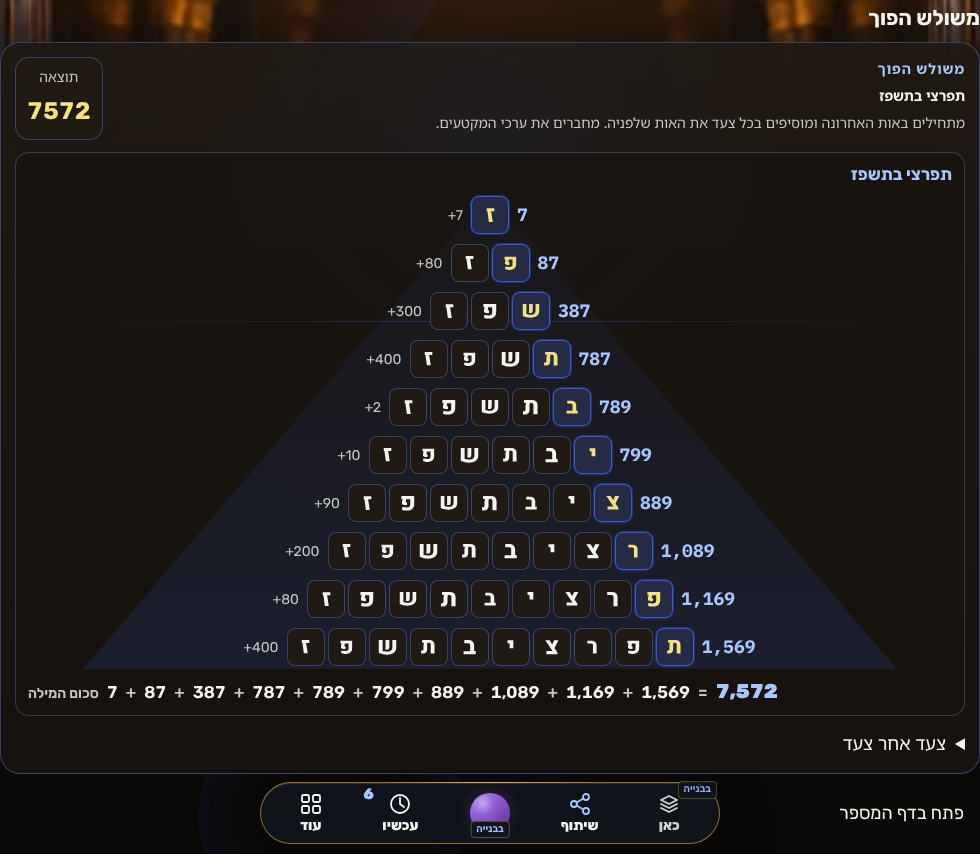 משולש הפוך
משולש הפוך
תפרצי בתשפז
מתחילים באות האחרונה ומוסיפים בכל צעד את האות שלפניה. מחברים את ערכי המקטעים.
תוצאה
7572
תפרצי בתשפז
7 ז +7
87 פ ז +80
387 ש פ ז +300
787 ת ש פ ז +400
789 ב ת ש פ ז +2
799 י ב ת ש פ ז +10
889 צ י ב ת ש פ ז +90
1,089 ר צ י ב ת ש פ ז +200
1,169 פ ר צ י ב ת ש פ ז +80
1,569 ת פ ר צ י ב ת ש פ ז +400
סכום המילה 7 + 87 + 387 + 787 + 789 + 799 + 889 + 1,089 + 1,169 + 1,569 = 7,572
◀ צעד אחר צעד
פתח בדף המספר
בבנייה
כאן
שיתוף
בבנייה
6
עכשיו
עוד